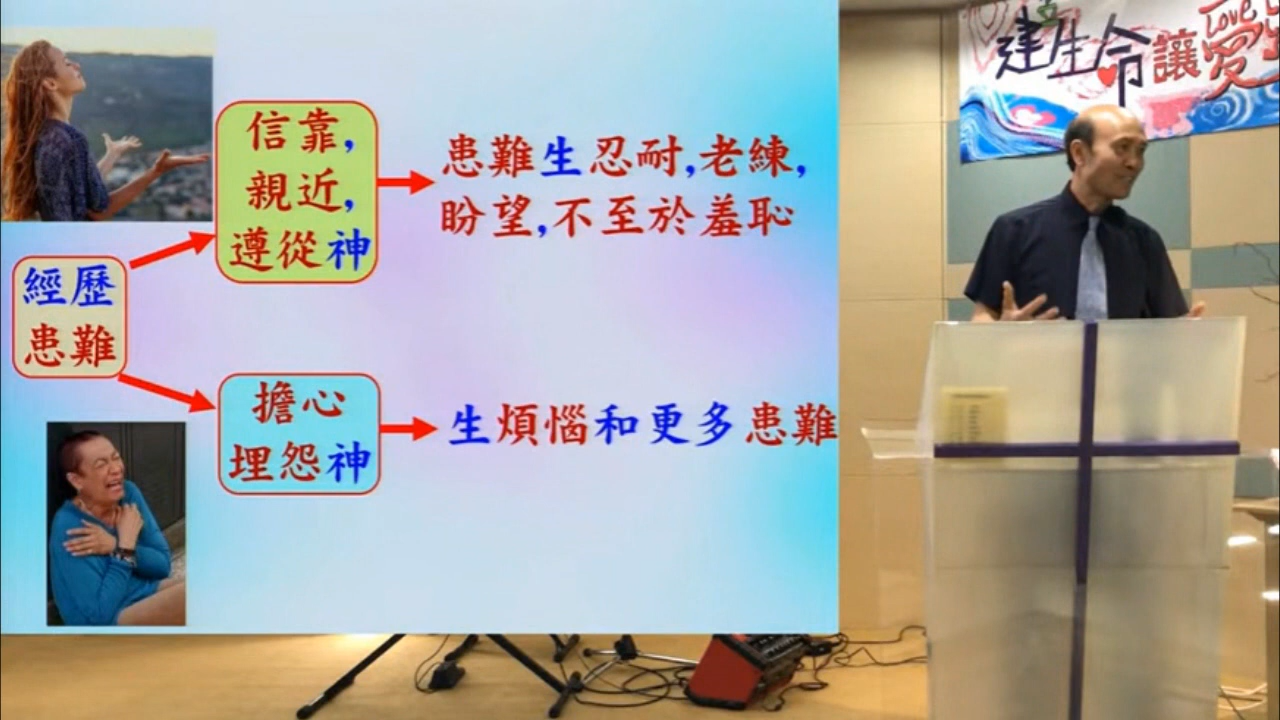 經歷
患難
信靠,
親近,
遵從神
患難生忍耐,老練,
盼望,不至於羞恥
擔心
埋怨神
生煩惱和更多患難
建生命讓愛
Love